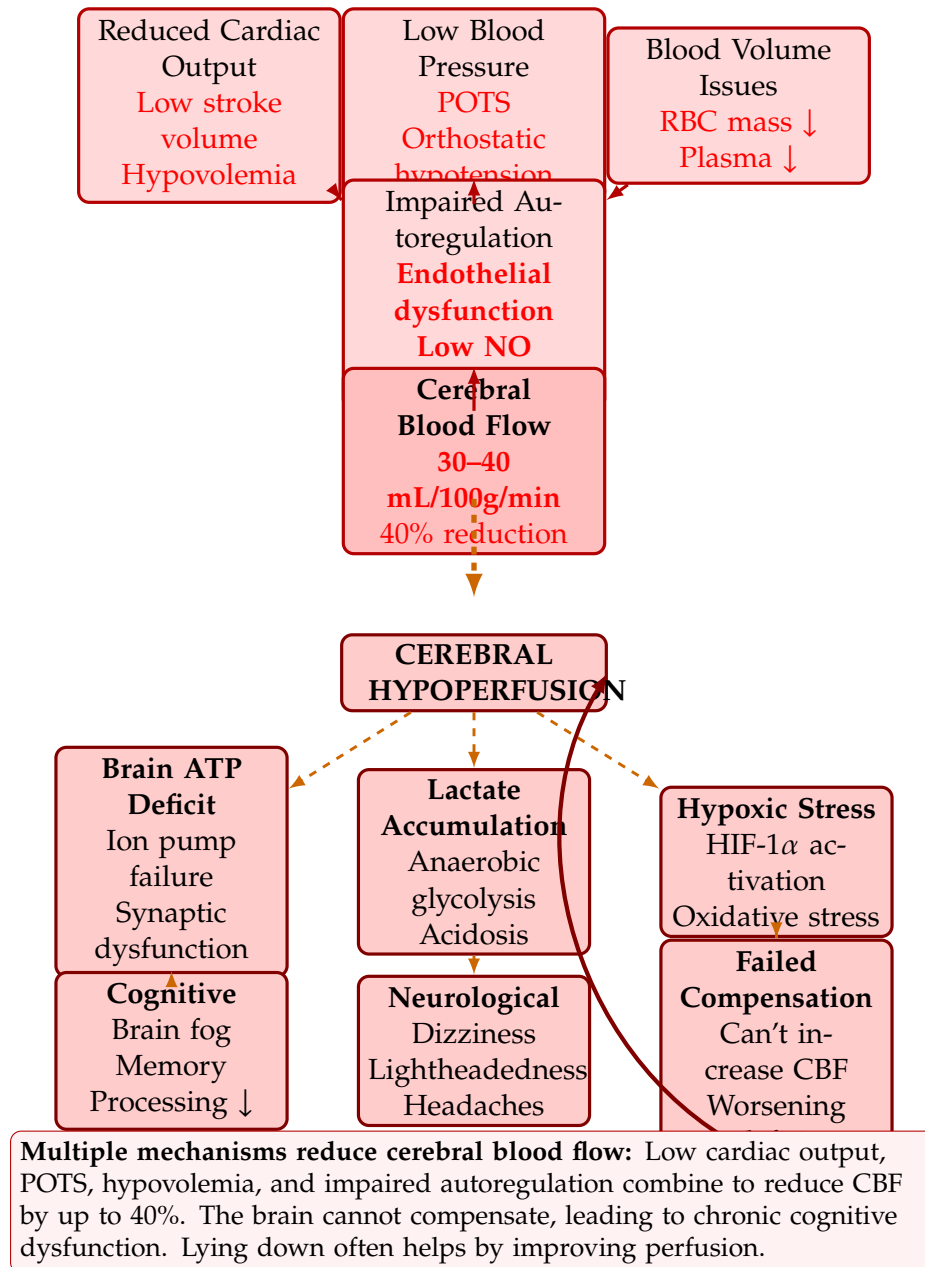 Reduced Cardiac
Output
Low stroke
volume
Hypovolemia
Low Blood
Pressure
POTS
Orthostatic
hypotension
Blood Volume
Issues
RBC mass ↓
Plasma ↓
Impaired Au-
toregulation
Endothelial
dysfunction
Low NO
Cerebral
Blood Flow
30–40
mL/100g/min
40% reduction
CEREBRAL
HYPOPERFUSION
Brain ATP
Deficit
Ion pump
failure
Synaptic
dysfunction
Lactate
Accumulation
Anaerobic
glycolysis
Acidosis
Hypoxic Stress
HIF-1α ac-
tivation
Oxidative stress
Cognitive
Brain fog
Memory
Processing ↓
Neurological
Dizziness
Lightheadedness
Headaches
Failed
Compensation
Can't in-
crease CBF
Worsening
Multiple mechanisms reduce cerebral blood flow: Low cardiac output,
POTS, hypovolemia, and impaired autoregulation combine to reduce CBF
by up to 40%. The brain cannot compensate, leading to chronic cognitive
dysfunction. Lying down often helps by improving perfusion.